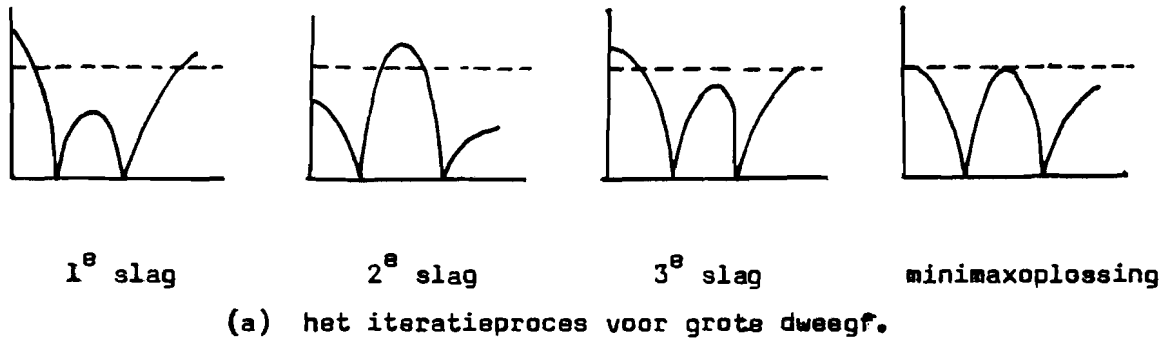 1e slag 2e slag 3e slag minimaxoplossing
(a) het iteratieproces voor grote dweegf.